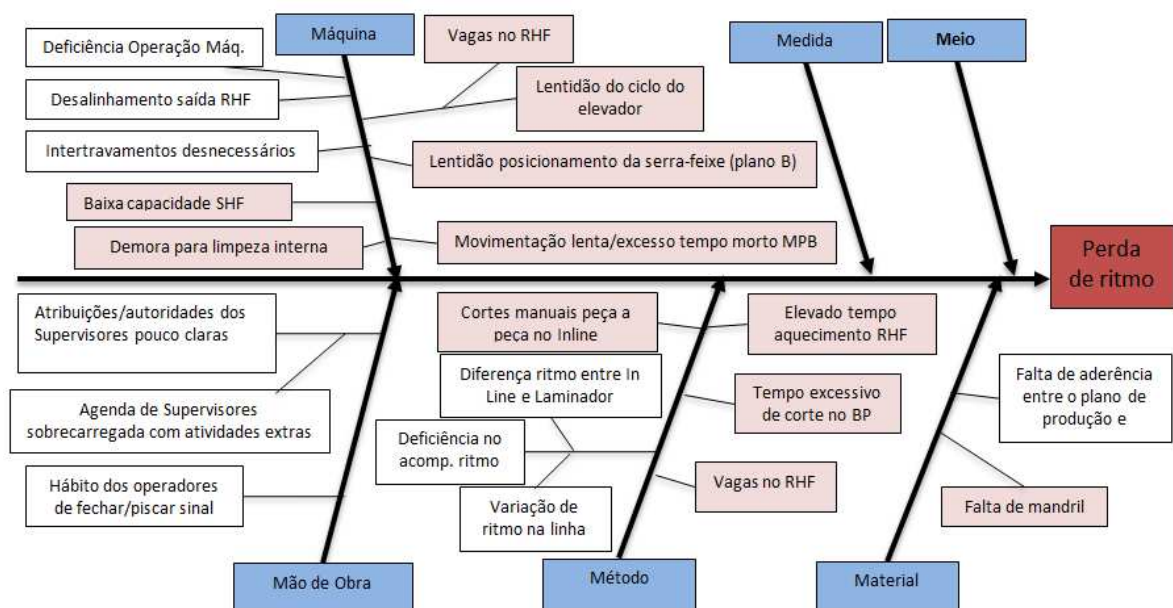 Máquina
Vagas no RHF
Medida
Meio
Deficiência Operação Máq.
Desalinhamento saída RHF
Lentidão do ciclo do
elevador
Intertravamentos desnecessários
Lentidão posicionamento da serra-feixe (plano B)
Baixa capacidade SHF
Demora para limpeza interna
Movimentação lenta/excesso tempo morto MPB
Perda
de ritmo
Atribuições/autoridades dos
Supervisores pouco claras
Cortes manuais peça a
peça no Inline
Elevado tempo
aquecimento RHF
Diferença ritmo entre In
Line e Laminador
Falta de aderência
entre o plano de
produção e
Agenda de Supervisores
sobrecarregada com atividades extras
Tempo excessivo
de corte no BP
Deficiência no
acomp. ritmo
Hábito dos operadores
de fechar/piscar sinal
Vagas no RHF
Variação de
ritmo na linha
Falta de mandril
Mão de Obra
Método
Material